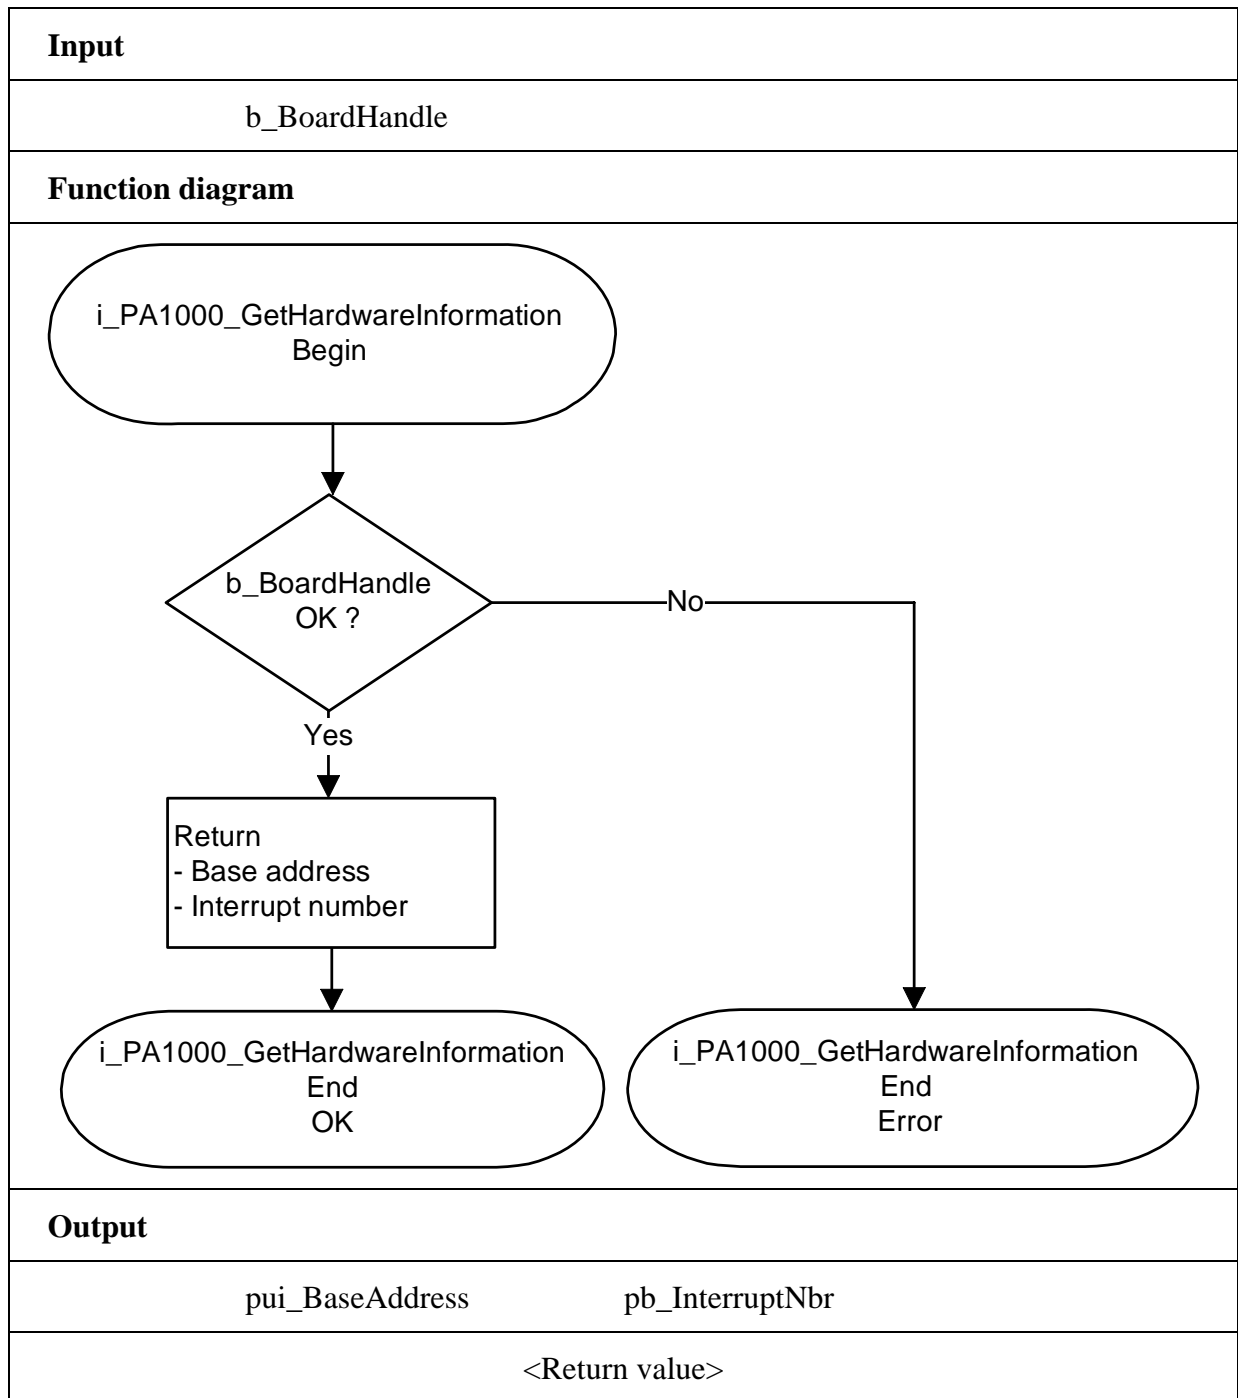 Input
b_BoardHandle
Function diagram
i_PA1000_GetHardwareInformation
Begin
b_BoardHandle
OK ?
No
Yes
Return
- Base address
- Interrupt number
i_PA1000_GetHardwareInformation
End
OK
i_PA1000_GetHardwareInformation
End
Error
Output
pui_BaseAddress pb_InterruptNbr
<Return value>